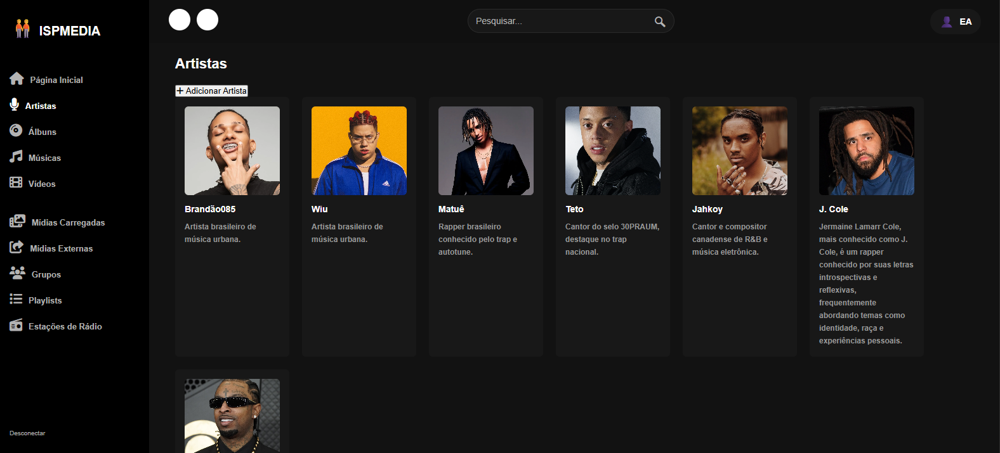 ISPMEDIA
Página Inicial
Artistas
Álbuns
Músicas
Vídeos
Mídias Carregadas
Mídias Externas
Grupos
Playlists
Estações de Rádio
Desconectar
Pesquisar...
EA
Artistas
+ Adicionar Artista
Brandão085
Artista brasileiro de
música urbana.
Wiu
Artista brasileiro de
música urbana.
Matuê
Rapper brasileiro
conhecido pelo trap e
autotune.
Teto
Cantor do selo 30PRAUM,
destaque no trap
nacional.
Jahkoy
Cantor e compositor
canadense de R&B e
música eletrônica.
J. Cole
Jermaine Lamarr Cole,
mais conhecido como J.
Cole, é um rapper
conhecido por suas letras
introspectivas e
reflexivas,
frequentemente
abordando temas como
identidade, raça e
experiências pessoais.